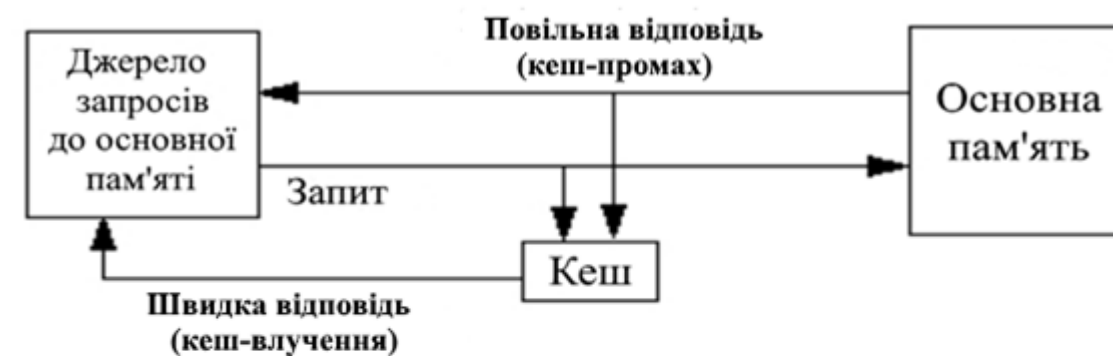 Повільна відповідь
(кеш-промах)
Джерело
запросів
до основної
пам'яті
Основна
пам'ять
Запит
Кеш
Швидка відповідь
(кеш-влучення)